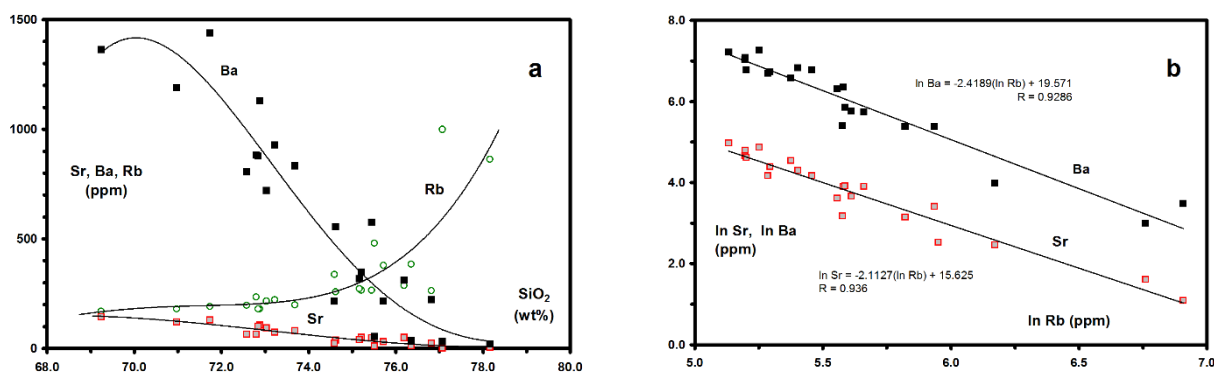 1500
1000
500
0
68.0 70.0 72.0 74.0 76.0 78.0 80.0
a
Ba
Sr, Ba, Rb
(ppm)
Rb
Sr
SiO2
(wt%)
8.0
6.0
4.0
2.0
0.0
5.0 5.5 6.0 6.5 7.0
b
ln Ba = -2.4189(ln Rb) + 19.571
R = 0.9286
Ba
ln Sr, ln Ba
(ppm)
Sr
ln Sr = -2.1127(ln Rb) + 15.625
R = 0.936
ln Rb (ppm)